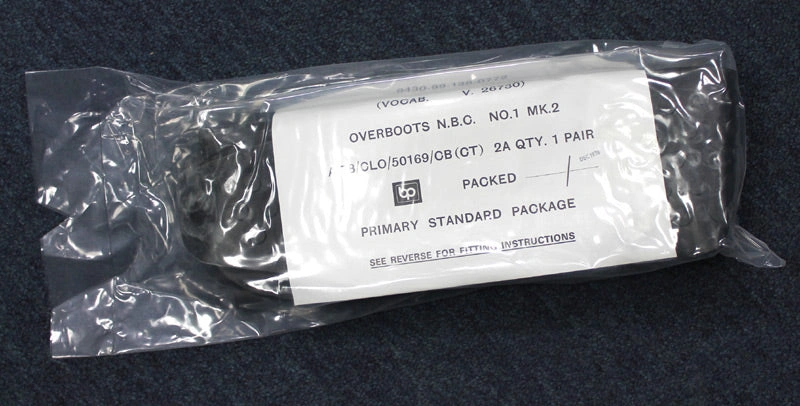 (VOCAB. V. 26730)
OVERBOOTS N.B.C. NO.1 MK.2
/CLO/50169/CB(CT) 2A QTY. 1 PAIR
PACKED /
PRIMARY STANDARD PACKAGE
SEE REVERSE FOR FITTING INSTRUCTIONS